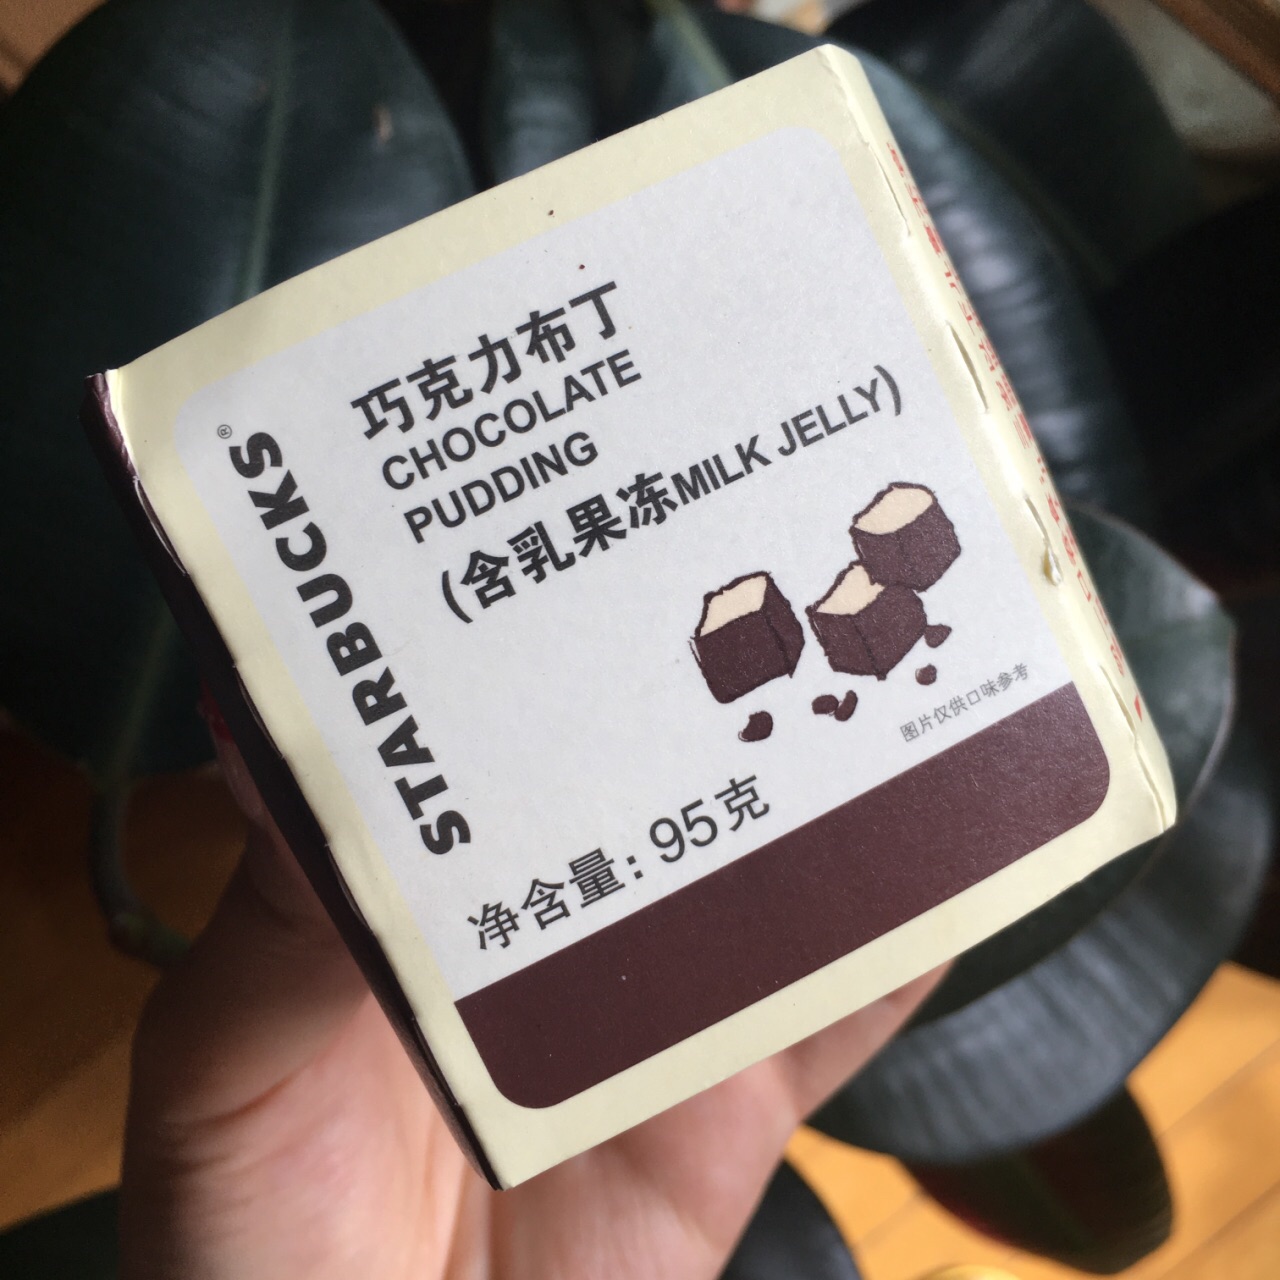 STARBUCKS®
巧克力布丁
CHOCOLATE
PUDDING
(含乳果冻MILK JELLY)
图片仅供口味参考
净含量: 95克